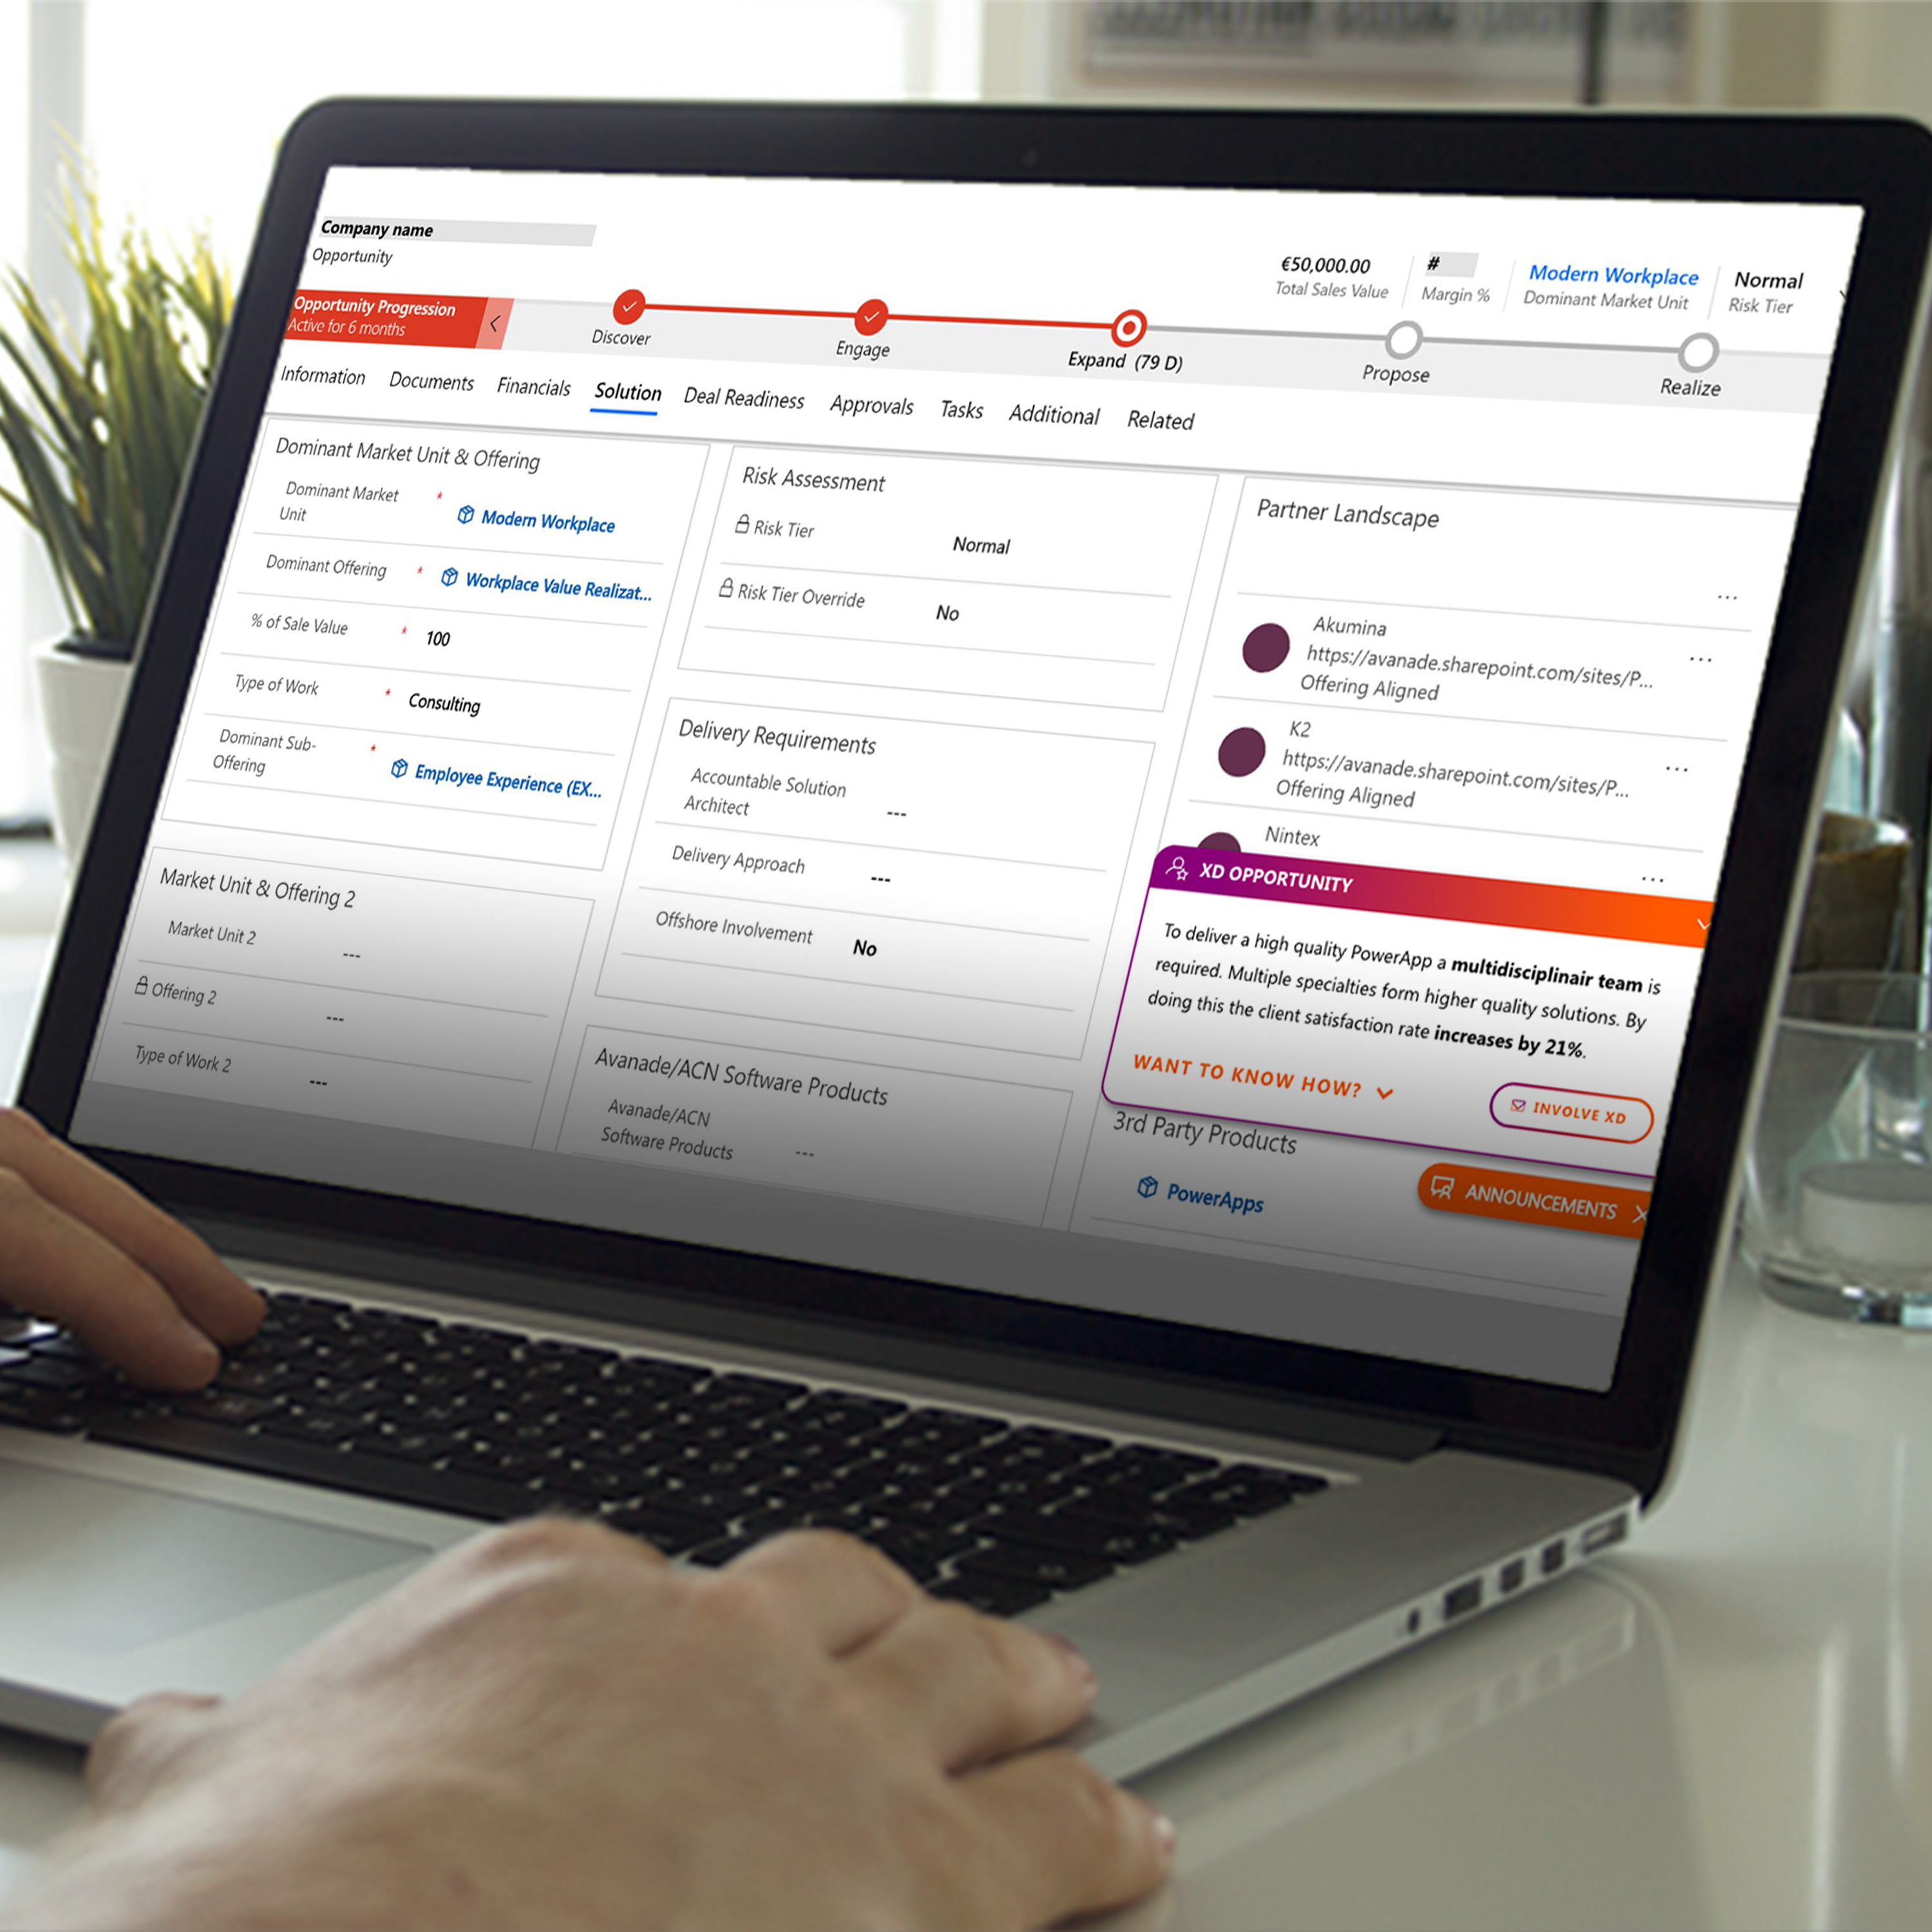 Company name
Opportunity
€50,000.00
Total Sales Value
#
Margin %
Modern Workplace
Dominant Market Unit
Normal
Risk Tier
Opportunity Progression
Active for 6 months
Discover
Engage
Expand (79 D)
Propose
Realize
Information Documents Financials Solution Deal Readiness Approvals Tasks Additional Related
Dominant Market Unit & Offering
Dominant Market
Unit
* Modern Workplace
Dominant Offering * Workplace Value Realizat...
% of Sale Value * 100
Type of Work * Consulting
Dominant Sub-
Offering
* Employee Experience (EX...
Market Unit & Offering 2
Market Unit 2 ---
Offering 2 ---
Type of Work 2 ---
Risk Assessment
Risk Tier Normal
Risk Tier Override No
Delivery Requirements
Accountable Solution
Architect
---
Delivery Approach ---
Offshore Involvement No
Avanade/ACN Software Products
Avanade/ACN
Software Products
---
Partner Landscape
...
Akumina
https://avanade.sharepoint.com/sites/P...
Offering Aligned
...
K2
https://avanade.sharepoint.com/sites/P...
Offering Aligned
...
Nintex
...
XD OPPORTUNITY
To deliver a high quality PowerApp a multidisciplinair team is
required. Multiple specialties form higher quality solutions. By
doing this the client satisfaction rate increases by 21%.
WANT TO KNOW HOW?
INVOLVE XD
3rd Party Products
PowerApps
ANNOUNCEMENTS